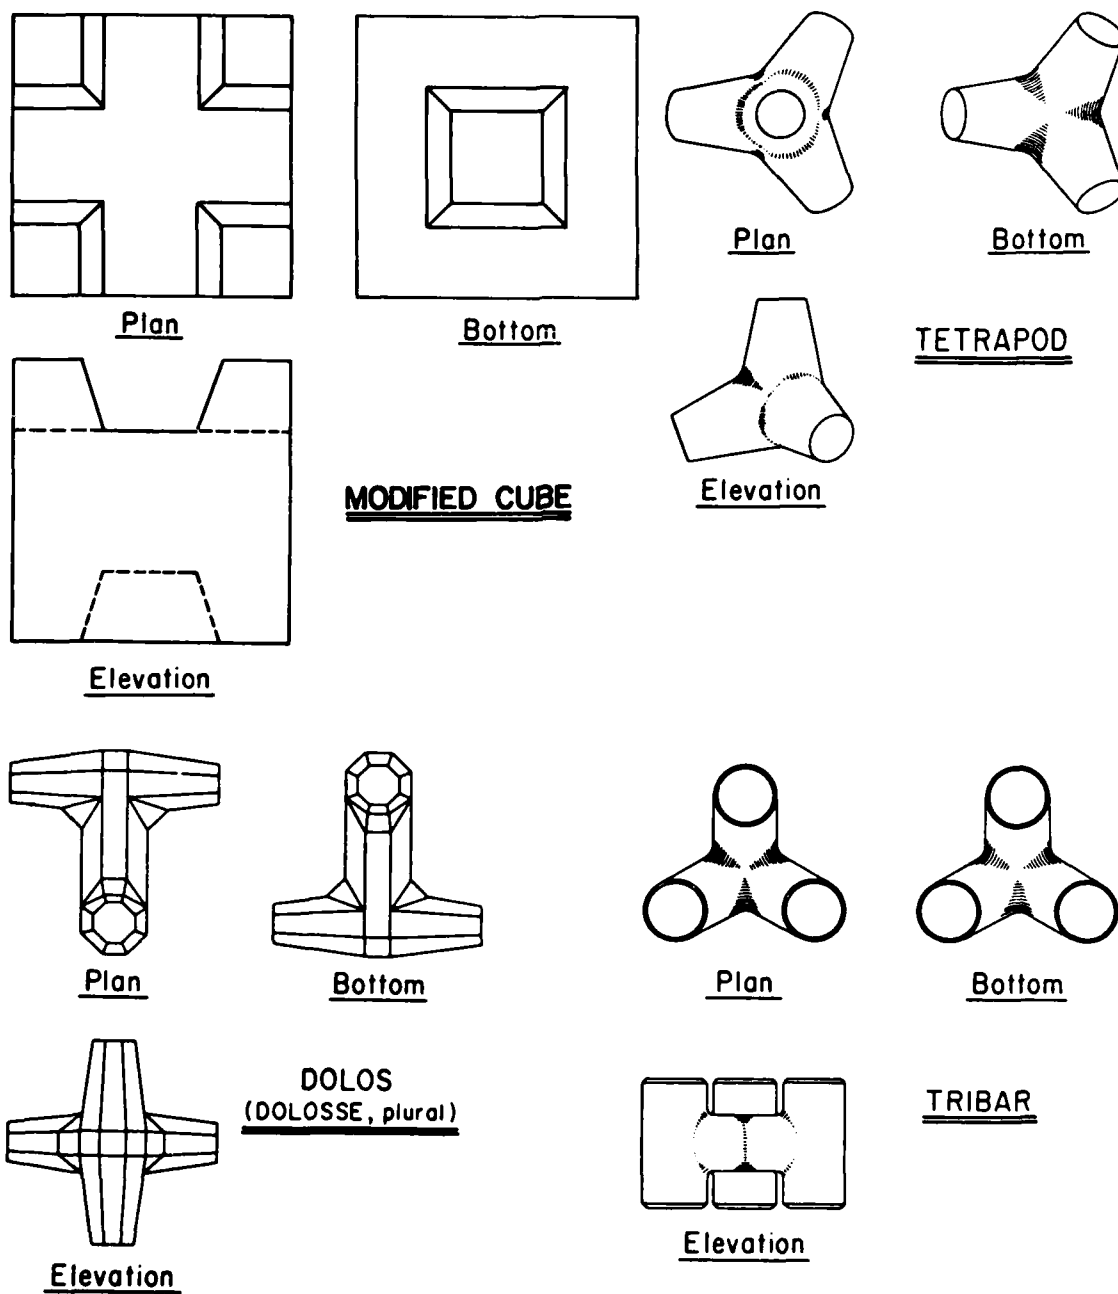 Plan
Bottom
Elevation
MODIFIED CUBE
Plan
Bottom
Elevation
TETRAPOD
Plan
Bottom
Elevation
DOLOS
(DOLOSSE, plural)
Plan
Bottom
Elevation
TRIBAR